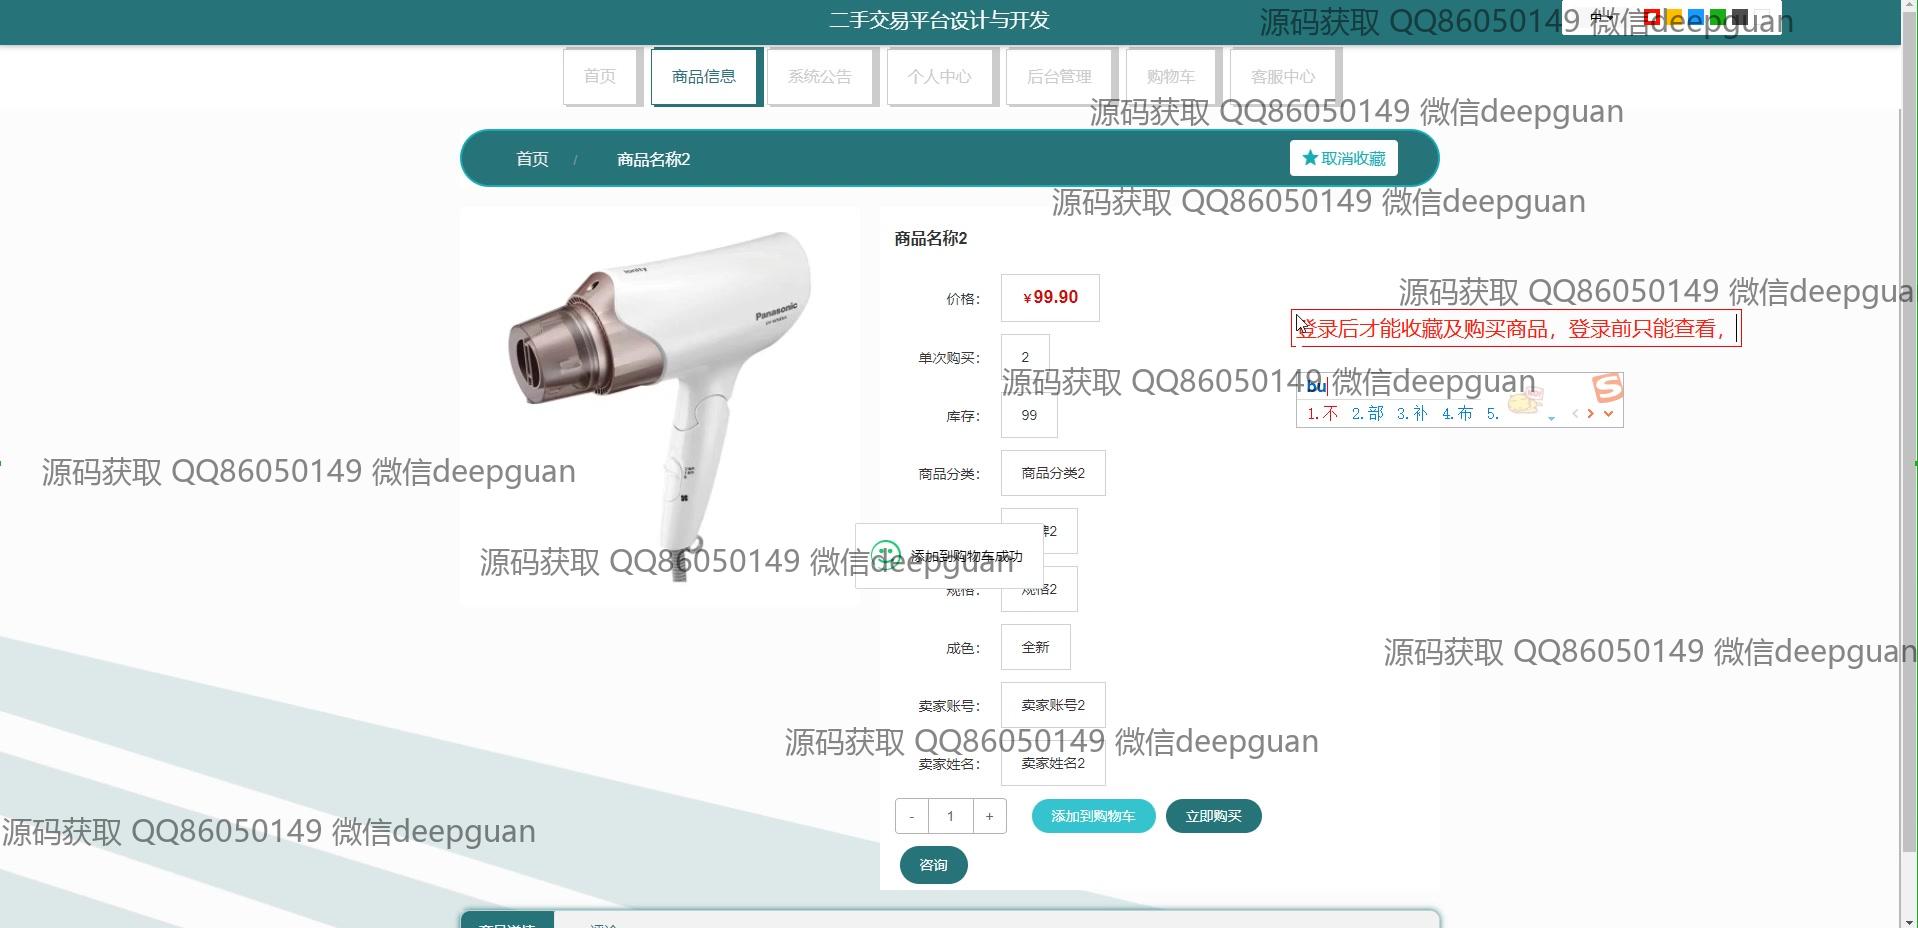 二手交易平台设计与开发
源码获取 QQ86050149 微信deepguan
首页
商品信息
系统公告
个人中心
后台管理
购物车
客服中心
源码获取 QQ86050149 微信deepguan
首页 / 商品名称2
取消收藏
源码获取 QQ86050149 微信deepguan
ionity
Panasonic
商品名称2
价格： ¥99.90
源码获取 QQ86050149 微信deepgua
登录后才能收藏及购买商品，登录前只能查看，
单次购买： 2
源码获取 QQ86050149 微信deepguan
bu
1.不 2.部 3.补 4.布 5.
库存： 99
商品分类： 商品分类2
源码获取 QQ86050149 微信deepguan
牌2
添加到购物车成功
源码获取 QQ86050149 微信deepguan
规格： 规格2
成色： 全新
源码获取 QQ86050149 微信deepguan
卖家账号： 卖家账号2
源码获取 QQ86050149 微信deepguan
卖家姓名： 卖家姓名2
- 1 +
添加到购物车
立即购买
源码获取 QQ86050149 微信deepguan
咨询
商品详情
评论